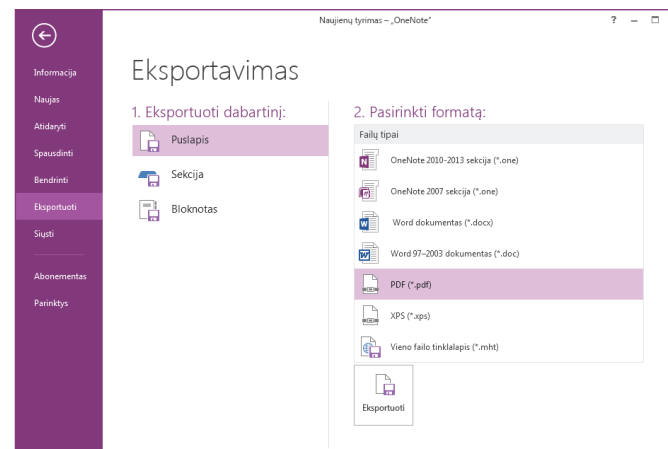 Naujienų tyrimas – „OneNote"
?
Informacija
Naujas
Atidaryti
Spausdinti
Bendrinti
Eksportuoti
Siųsti
Abonementas
Parinktys
Eksportavimas
1. Eksportuoti dabartinį:
Puslapis
Sekcija
Bloknotas
2. Pasirinkti formatą:
Failų tipai
OneNote 2010-2013 sekcija (*.one)
OneNote 2007 sekcija (*.one)
Word dokumentas (*.docx)
Word 97–2003 dokumentas (*.doc)
PDF (*.pdf)
XPS (*.xps)
Vieno failo tinklalapis (*.mht)
Eksportuoti